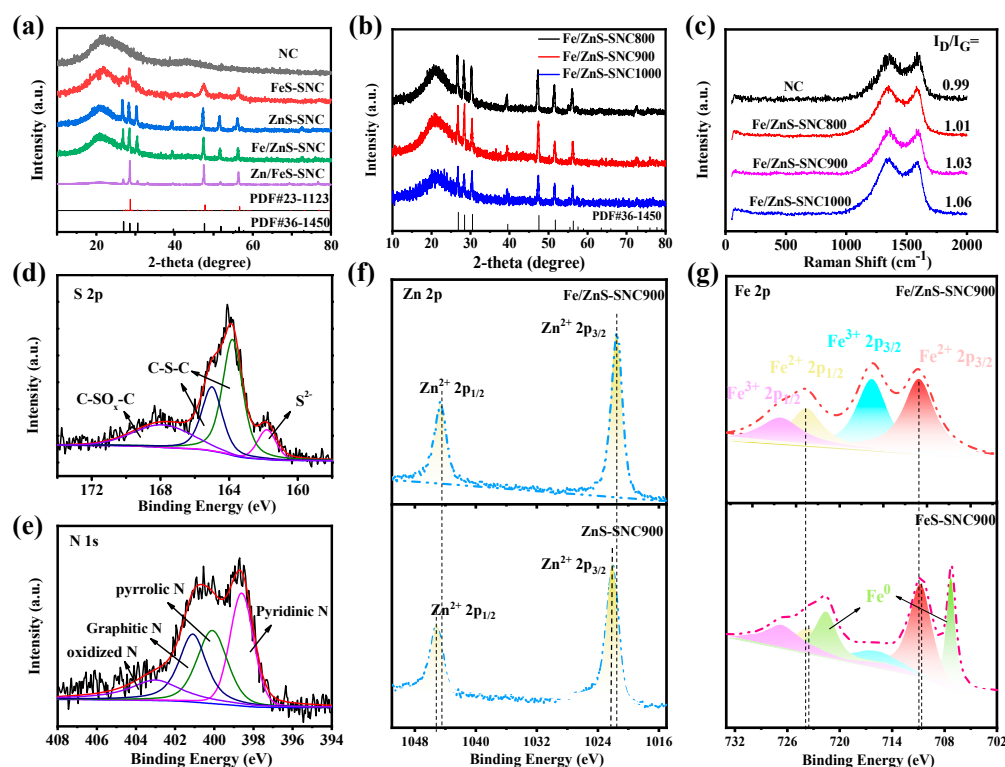 (a)
NC
FeS-SNC
ZnS-SNC
Fe/ZnS-SNC
Zn/FeS-SNC
PDF#23-1123
PDF#36-1450
Intensity (a.u.)
20 40 60 80
2-theta (degree)
(b)
Fe/ZnS-SNC800
Fe/ZnS-SNC900
Fe/ZnS-SNC1000
PDF#36-1450
Intensity (a.u.)
10 20 30 40 50 60 70 80
2-theta (degree)
(c)
I_D/I_G=
NC 0.99
Fe/ZnS-SNC800 1.01
Fe/ZnS-SNC900 1.03
Fe/ZnS-SNC1000 1.06
Intensity (a.u.)
0 500 1000 1500 2000
Raman Shift (cm⁻¹)
(d)
S 2p
C-S-C
C-SOₓ-C
S²⁻
Intensity (a.u.)
172 168 164 160
Binding Energy (eV)
(e)
N 1s
pyrrolic N
Pyridinic N
Graphitic N
oxidized N
Intensity (a.u.)
408 406 404 402 400 398 396 394
Binding Energy (eV)
(f)
Zn 2p
Fe/ZnS-SNC900
Zn²⁺ 2p₃/₂
Zn²⁺ 2p₁/₂
ZnS-SNC900
Zn²⁺ 2p₃/₂
Zn²⁺ 2p₁/₂
Intensity (a.u.)
1048 1040 1032 1024 1016
Binding Energy (eV)
(g)
Fe 2p
Fe/ZnS-SNC900
Fe³⁺ 2p₃/₂
Fe²⁺ 2p₁/₂
Fe²⁺ 2p₃/₂
Fe³⁺ 2p₁/₂
FeS-SNC900
Fe⁰
Intensity (a.u.)
733 726 720 714 708 702
Binding Energy (eV)